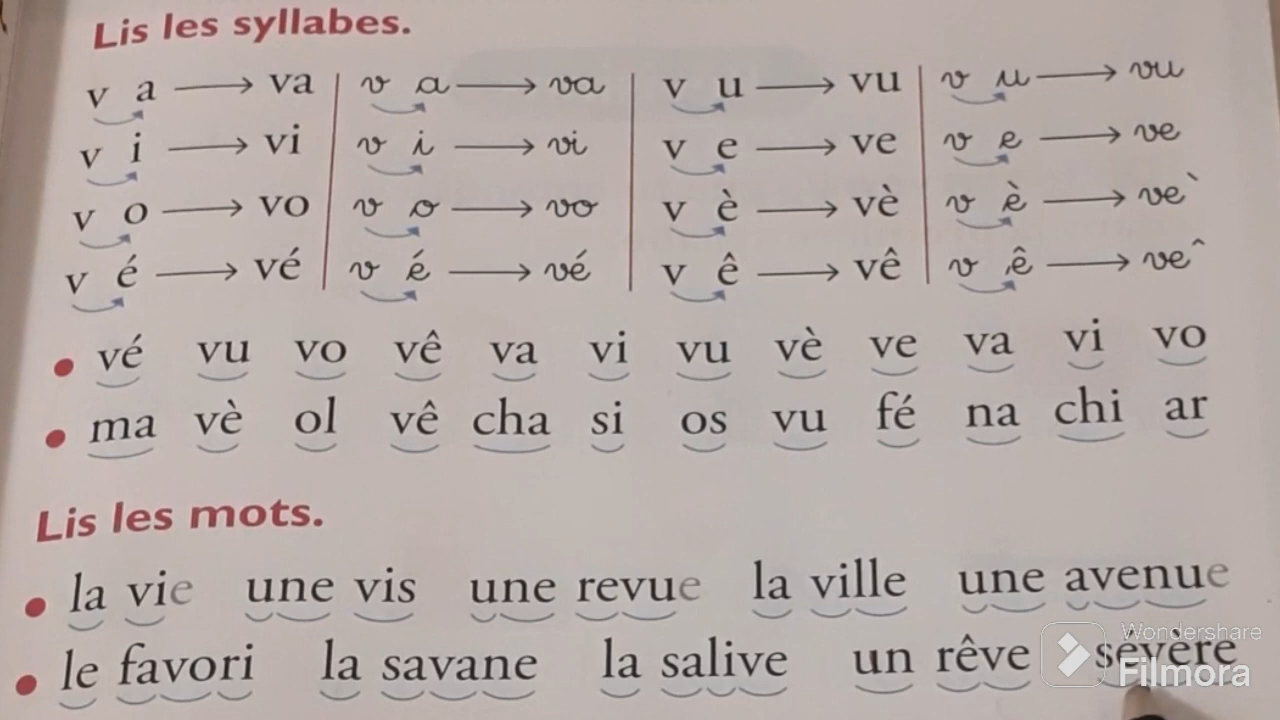 Lis les syllabes.
v a → va v a → va v u → vu v u → vu
v i → vi v i → vi v e → ve v e → ve
v o → vo v o → vo v è → vè v è → vè
v é → vé v é → vé v ê → vê v ê → vê
• vé vu vo vê va vi vu vè ve va vi vo
• ma vè ol vê cha si os vu fé na chi ar
Lis les mots.
• la vie une vis une revue la ville une avenue
• le favori la savane la salive un rêve sévère
Wondershare
Filmora